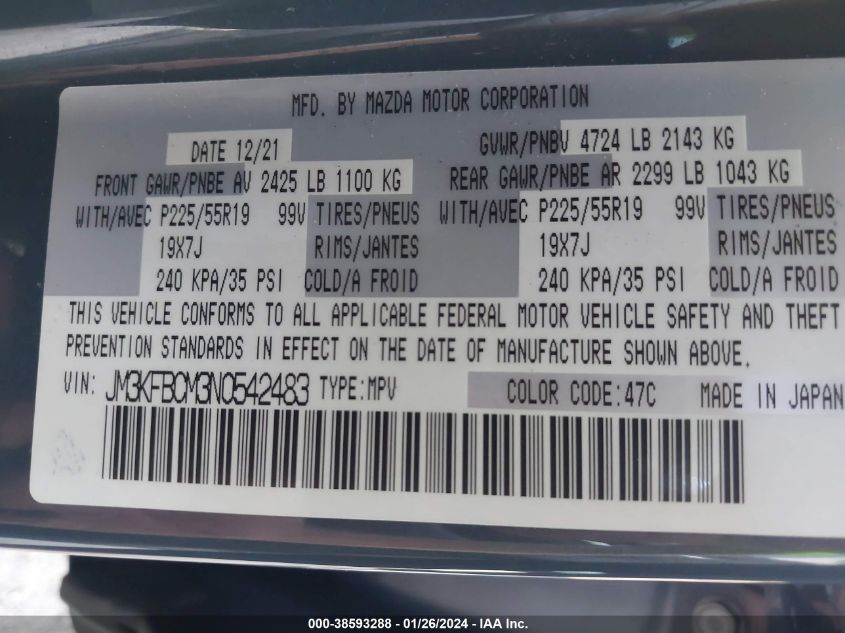 MFD. BY MAZDA MOTOR CORPORATION
DATE 12/21 GVWR/PNBV 4724 LB 2143 KG
FRONT GAWR/PNBE AV 2425 LB 1100 KG REAR GAWR/PNBE AR 2299 LB 1043 KG
WITH/AVEC P225/55R19 99V TIRES/PNEUS WITH/AVEC P225/55R19 99V TIRES/PNEUS
19X7J RIMS/JANTES 19X7J RIMS/JANTES
240 KPA/35 PSI COLD/A FROID 240 KPA/35 PSI COLD/A FROID
THIS VEHICLE CONFORMS TO ALL APPLICABLE FEDERAL MOTOR VEHICLE SAFETY AND THEFT
PREVENTION STANDARDS IN EFFECT ON THE DATE OF MANUFACTURE SHOWN ABOVE.
VIN: JM3KFBCM3N0542483 TYPE:MPV COLOR CODE:47C MADE IN JAPAN
000-38593288 - 01/26/2024 - IAA Inc.